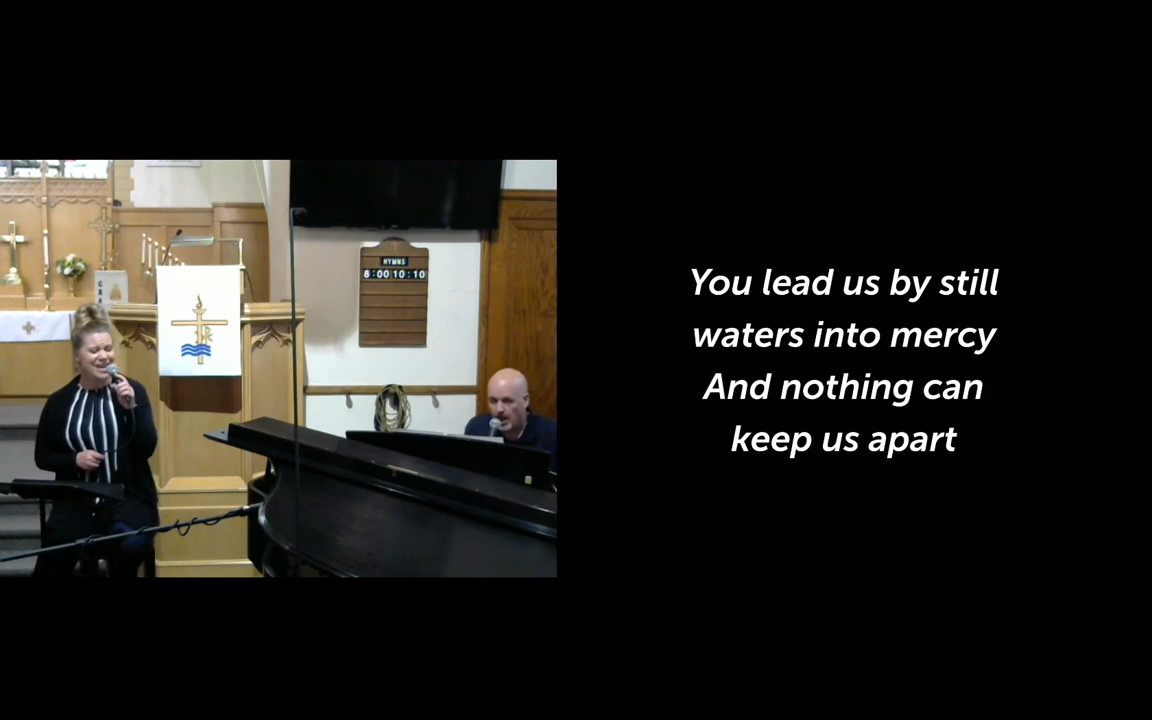 GRA
HYMNS
8:00 10:10
You lead us by still
waters into mercy
And nothing can
keep us apart